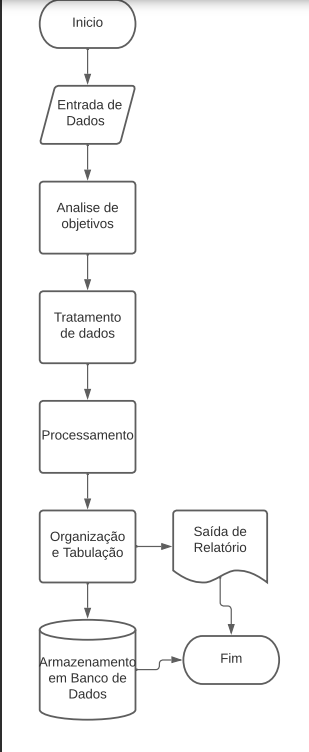 Inicio
Entrada de
Dados
Analise de
objetivos
Tratamento
de dados
Processamento
Organização
e Tabulação
Saída de
Relatório
Armazenamento
em Banco de
Dados
Fim